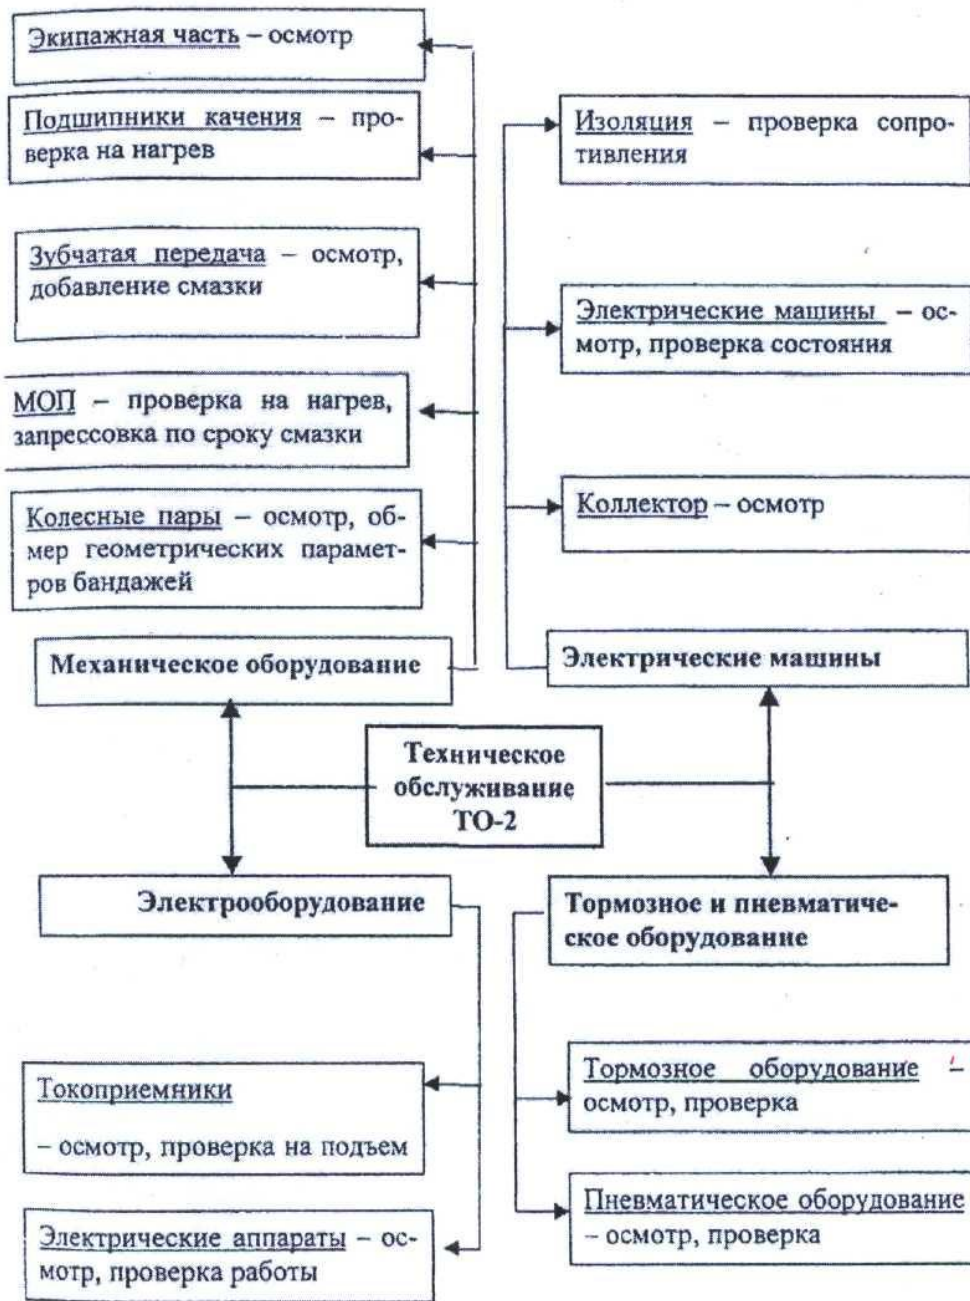 Экипажная часть – осмотр
Подшипники качения – про-
верка на нагрев
Зубчатая передача – осмотр,
добавление смазки
МОП – проверка на нагрев,
запрессовка по сроку смазки
Колесные пары – осмотр, об-
мер геометрических парамет-
ров бандажей
Механическое оборудование
Изоляция – проверка сопро-
тивления
Электрические машины – ос-
мотр, проверка состояния
Коллектор – осмотр
Электрические машины
Техническое
обслуживание
ТО-2
Электрооборудование
Токоприемники
– осмотр, проверка на подъем
Электрические аппараты – ос-
мотр, проверка работы
Тормозное и пневматиче-
ское оборудование
Тормозное оборудование –
осмотр, проверка
Пневматическое оборудование
– осмотр, проверка